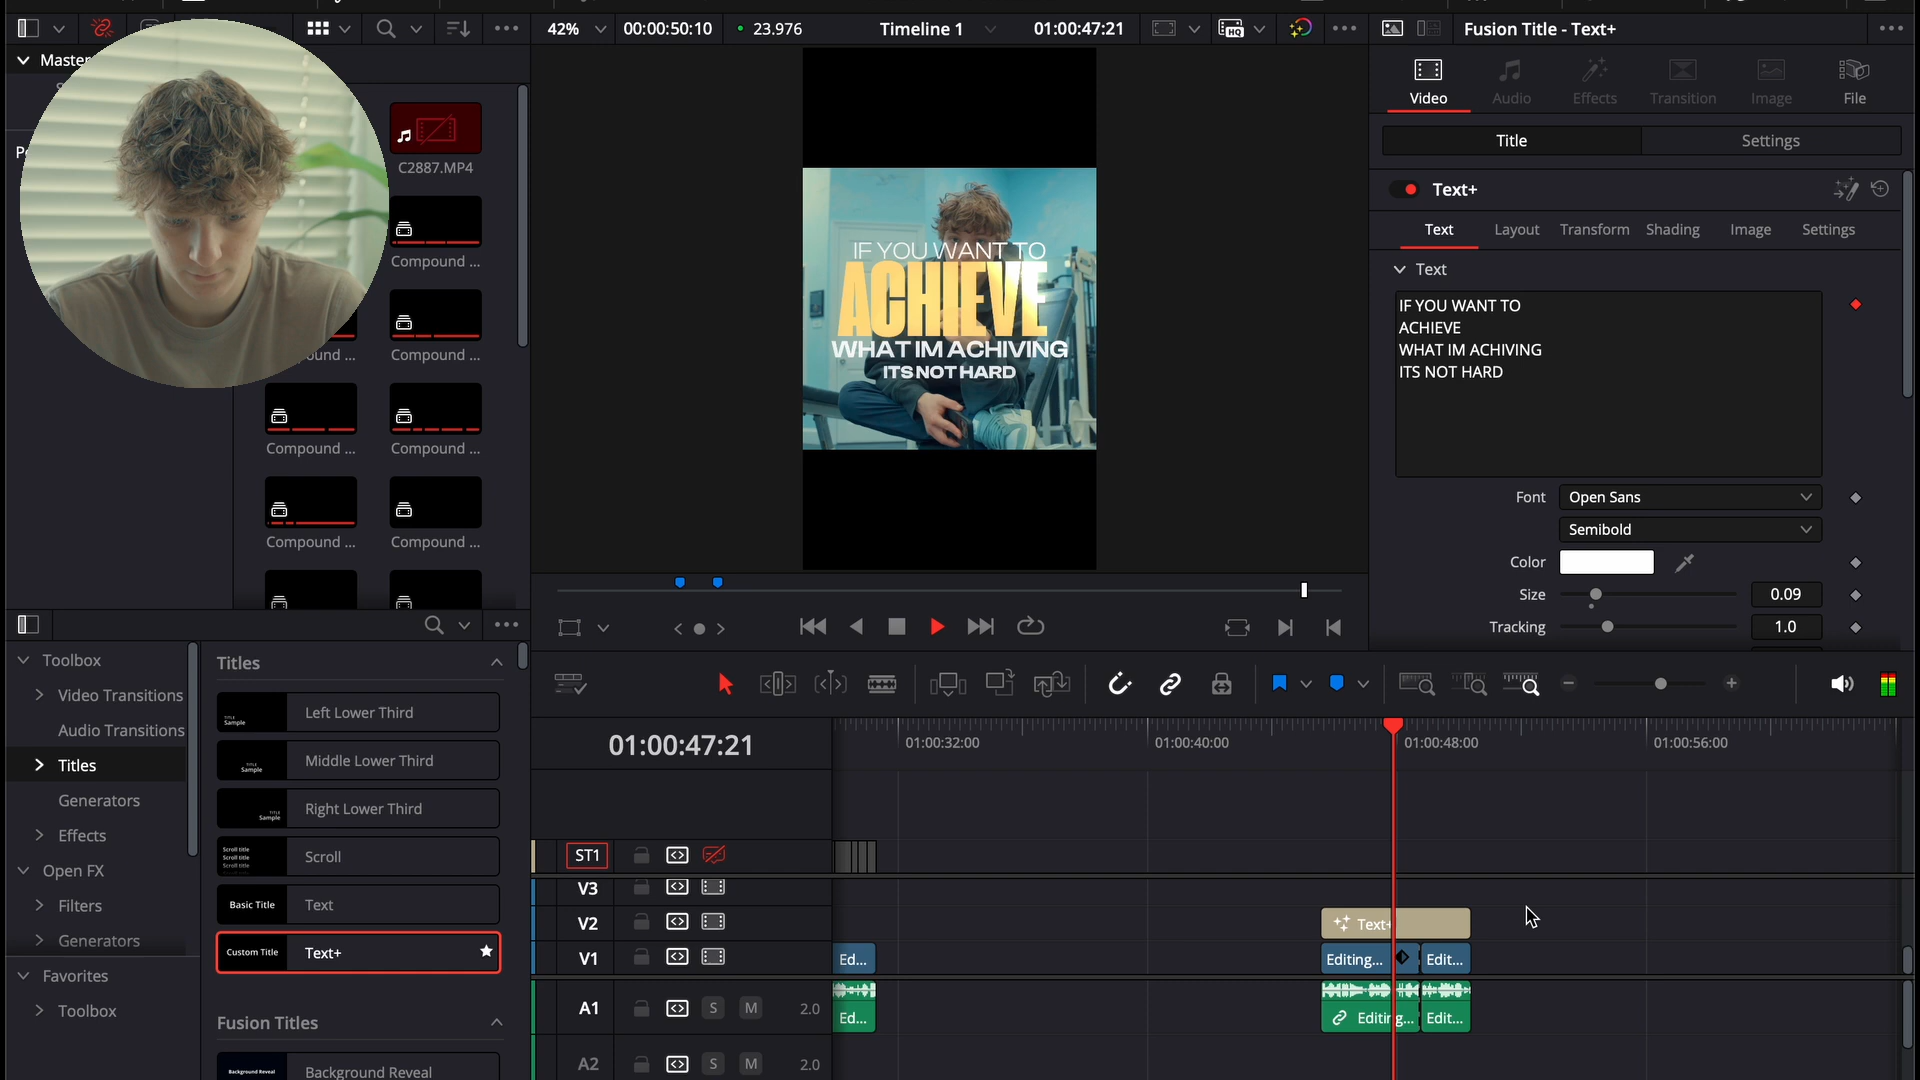 42%
00:00:50:10
23.976
Timeline 1
01:00:47:21
Fusion Title - Text+
Master
Video
Audio
Effects
Transition
Image
File
Title
Settings
C2887.MP4
Compound ...
Compound ...
Compound ...
Compound ...
Compound ...
Compound ...
IF YOU WANT TO
ACHIEVE
WHAT IM ACHIVING
ITS NOT HARD
Text+
Text
Layout
Transform
Shading
Image
Settings
Text
IF YOU WANT TO
ACHIEVE
WHAT IM ACHIVING
ITS NOT HARD
Font
Open Sans
Semibold
Color
Size
0.09
Tracking
1.0
Toolbox
Video Transitions
Audio Transitions
Titles
Generators
Effects
Open FX
Filters
Generators
Favorites
Toolbox
Titles
Left Lower Third
Middle Lower Third
Right Lower Third
Scroll
Basic Title
Text
Custom Title
Text+
Fusion Titles
Background Reveal
Background Reveal
01:00:47:21
01:00:32:00
01:00:40:00
01:00:48:00
01:00:56:00
ST1
V3
V2
Text+
V1
Ed...
Editing...
Edit...
A1
S
M
2.0
Ed...
Editing...
Edit...
A2
S
M
2.0